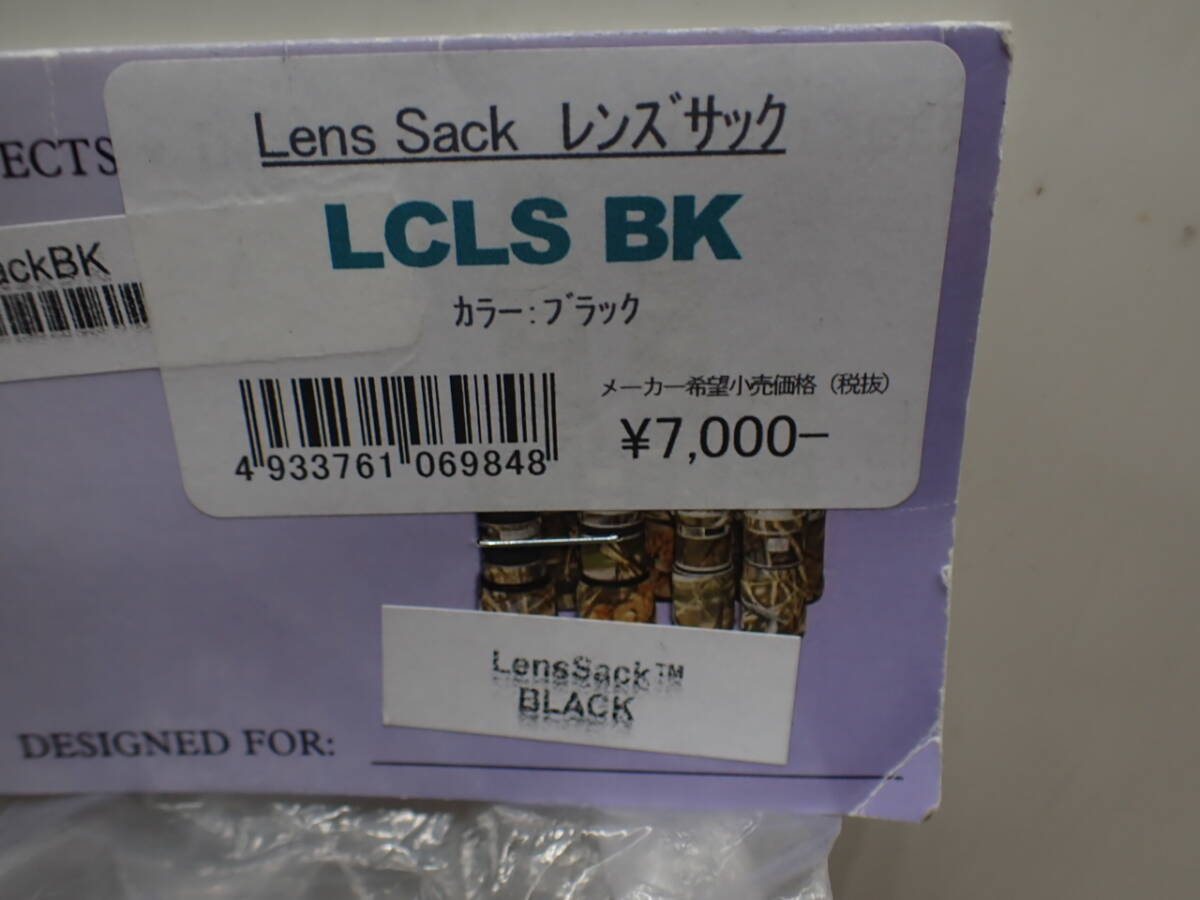 Lens Sack レンズサック
LCLS BK
カラー:ブラック
メーカー希望小売価格(税抜)
¥7,000-
4 933761 069848
ECTS
ackBK
LensSack™
BLACK
DESIGNED FOR: